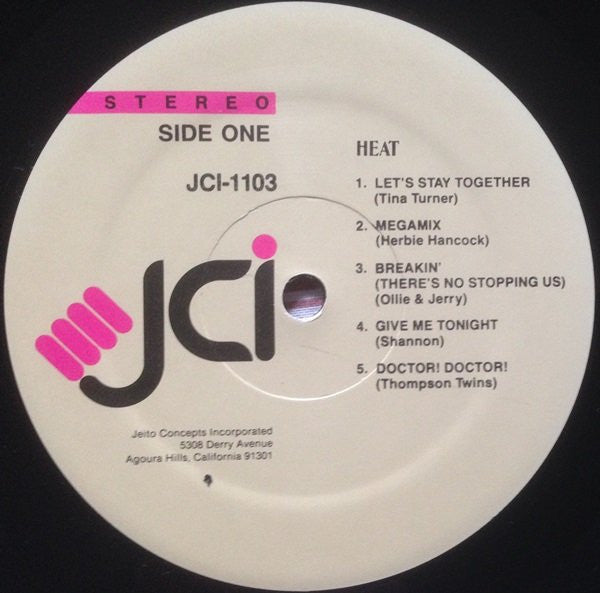 STEREO
SIDE ONE
JCI-1103
JCI
Jeito Concepts Incorporated
5308 Derry Avenue
Agoura Hills, California 91301
HEAT
1. LET'S STAY TOGETHER
(Tina Turner)
2. MEGAMIX
(Herbie Hancock)
3. BREAKIN'
(THERE'S NO STOPPING US)
(Ollie & Jerry)
4. GIVE ME TONIGHT
(Shannon)
5. DOCTOR! DOCTOR!
(Thompson Twins)